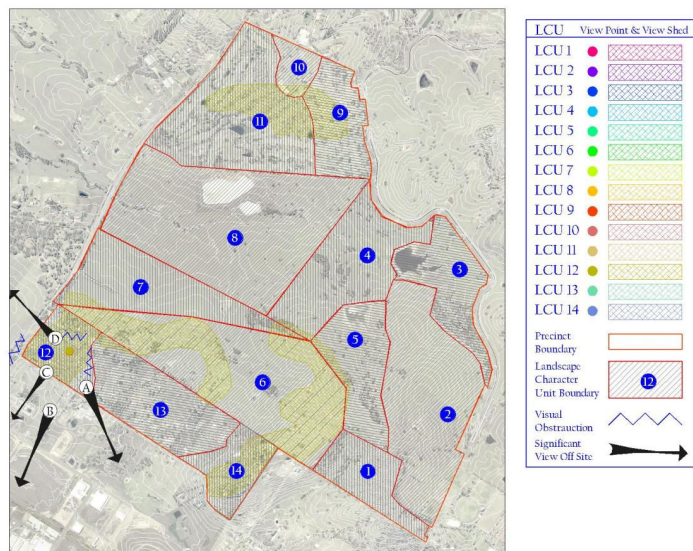 10
11
9
8
4
3
7
5
D
12
C
A
B
6
2
13
14
1
LCU View Point & View Shed
LCU 1
LCU 2
LCU 3
LCU 4
LCU 5
LCU 6
LCU 7
LCU 8
LCU 9
LCU 10
LCU 11
LCU 12
LCU 13
LCU 14
Precinct
Boundary
Landscape
Character
Unit Boundary
12
Visual
Obstrauction
Significant
View Off Site